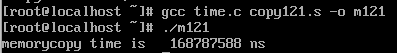 [root@localhost ~]# gcc time.c copy121.s -o m121
[root@localhost ~]# ./m121
memorycopy time is  168787588 ns